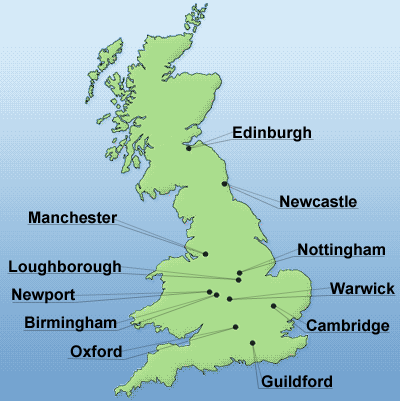 Edinburgh
Newcastle
Manchester
Nottingham
Loughborough
Warwick
Newport
Birmingham
Cambridge
Oxford
Guildford